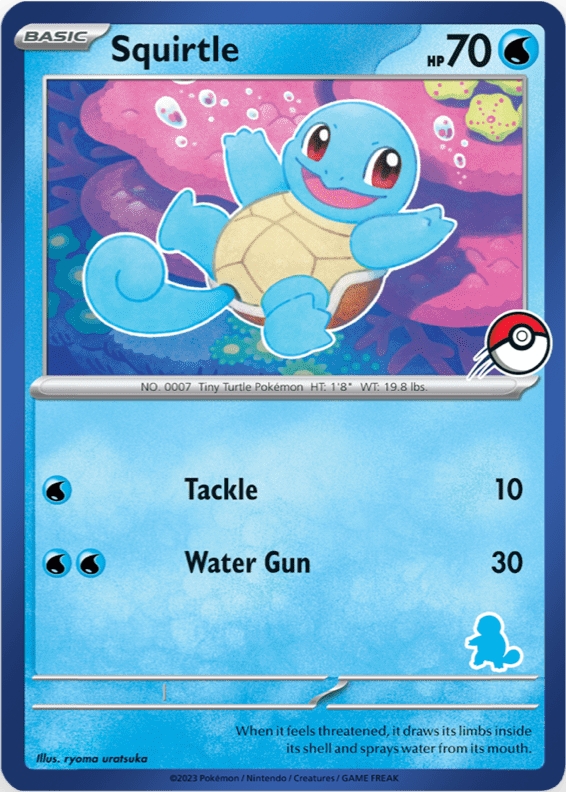 BASIC
Squirtle
HP 70
NO. 0007 Tiny Turtle Pokémon HT: 1'8" WT: 19.8 lbs.
Tackle 10
Water Gun 30
When it feels threatened, it draws its limbs inside
its shell and sprays water from its mouth.
Illus. ryoma uratsuka
©2023 Pokémon / Nintendo / Creatures / GAME FREAK